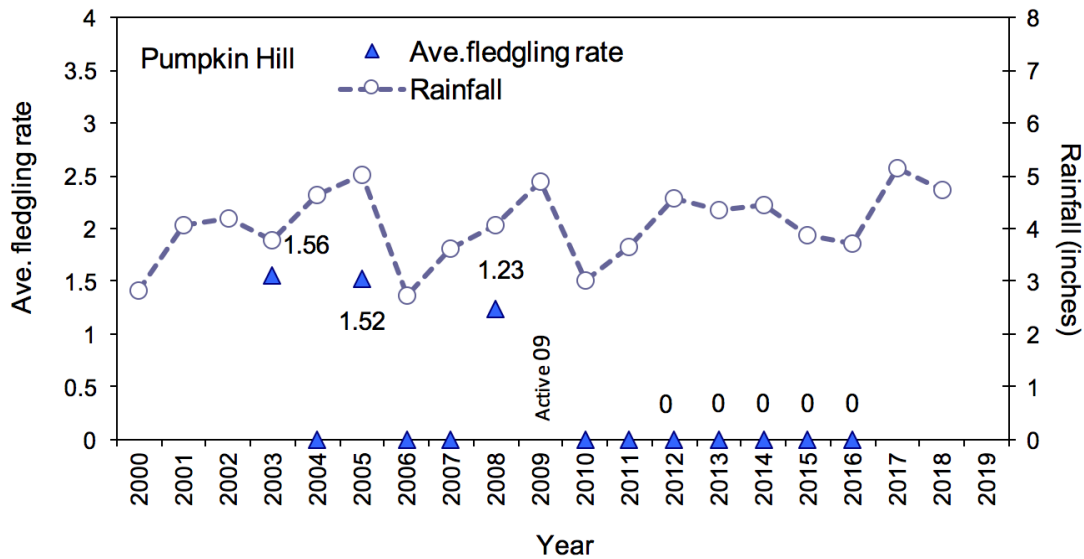 Pumpkin Hill
Ave.fledgling rate
Rainfall
Ave. fledgling rate
4
3.5
3
2.5
2
1.5
1
0.5
0
8
7
6
5
4
3
2
1
0
Rainfall (inches)
1.56
1.52
1.23
Active 09
0 0 0 0 0
2000 2001 2002 2003 2004 2005 2006 2007 2008 2009 2010 2011 2012 2013 2014 2015 2016 2017 2018 2019
Year